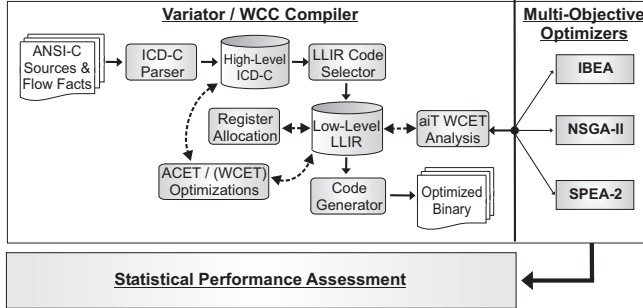 Variator / WCC Compiler
Multi-Objective
Optimizers
ANSI-C
Sources &
Flow Facts
ICD-C
Parser
High-Level
ICD-C
LLIR Code
Selector
IBEA
Register
Allocation
Low-Level
LLIR
aiT WCET
Analysis
NSGA-II
ACET / (WCET)
Optimizations
Code
Generator
Optimized
Binary
SPEA-2
Statistical Performance Assessment